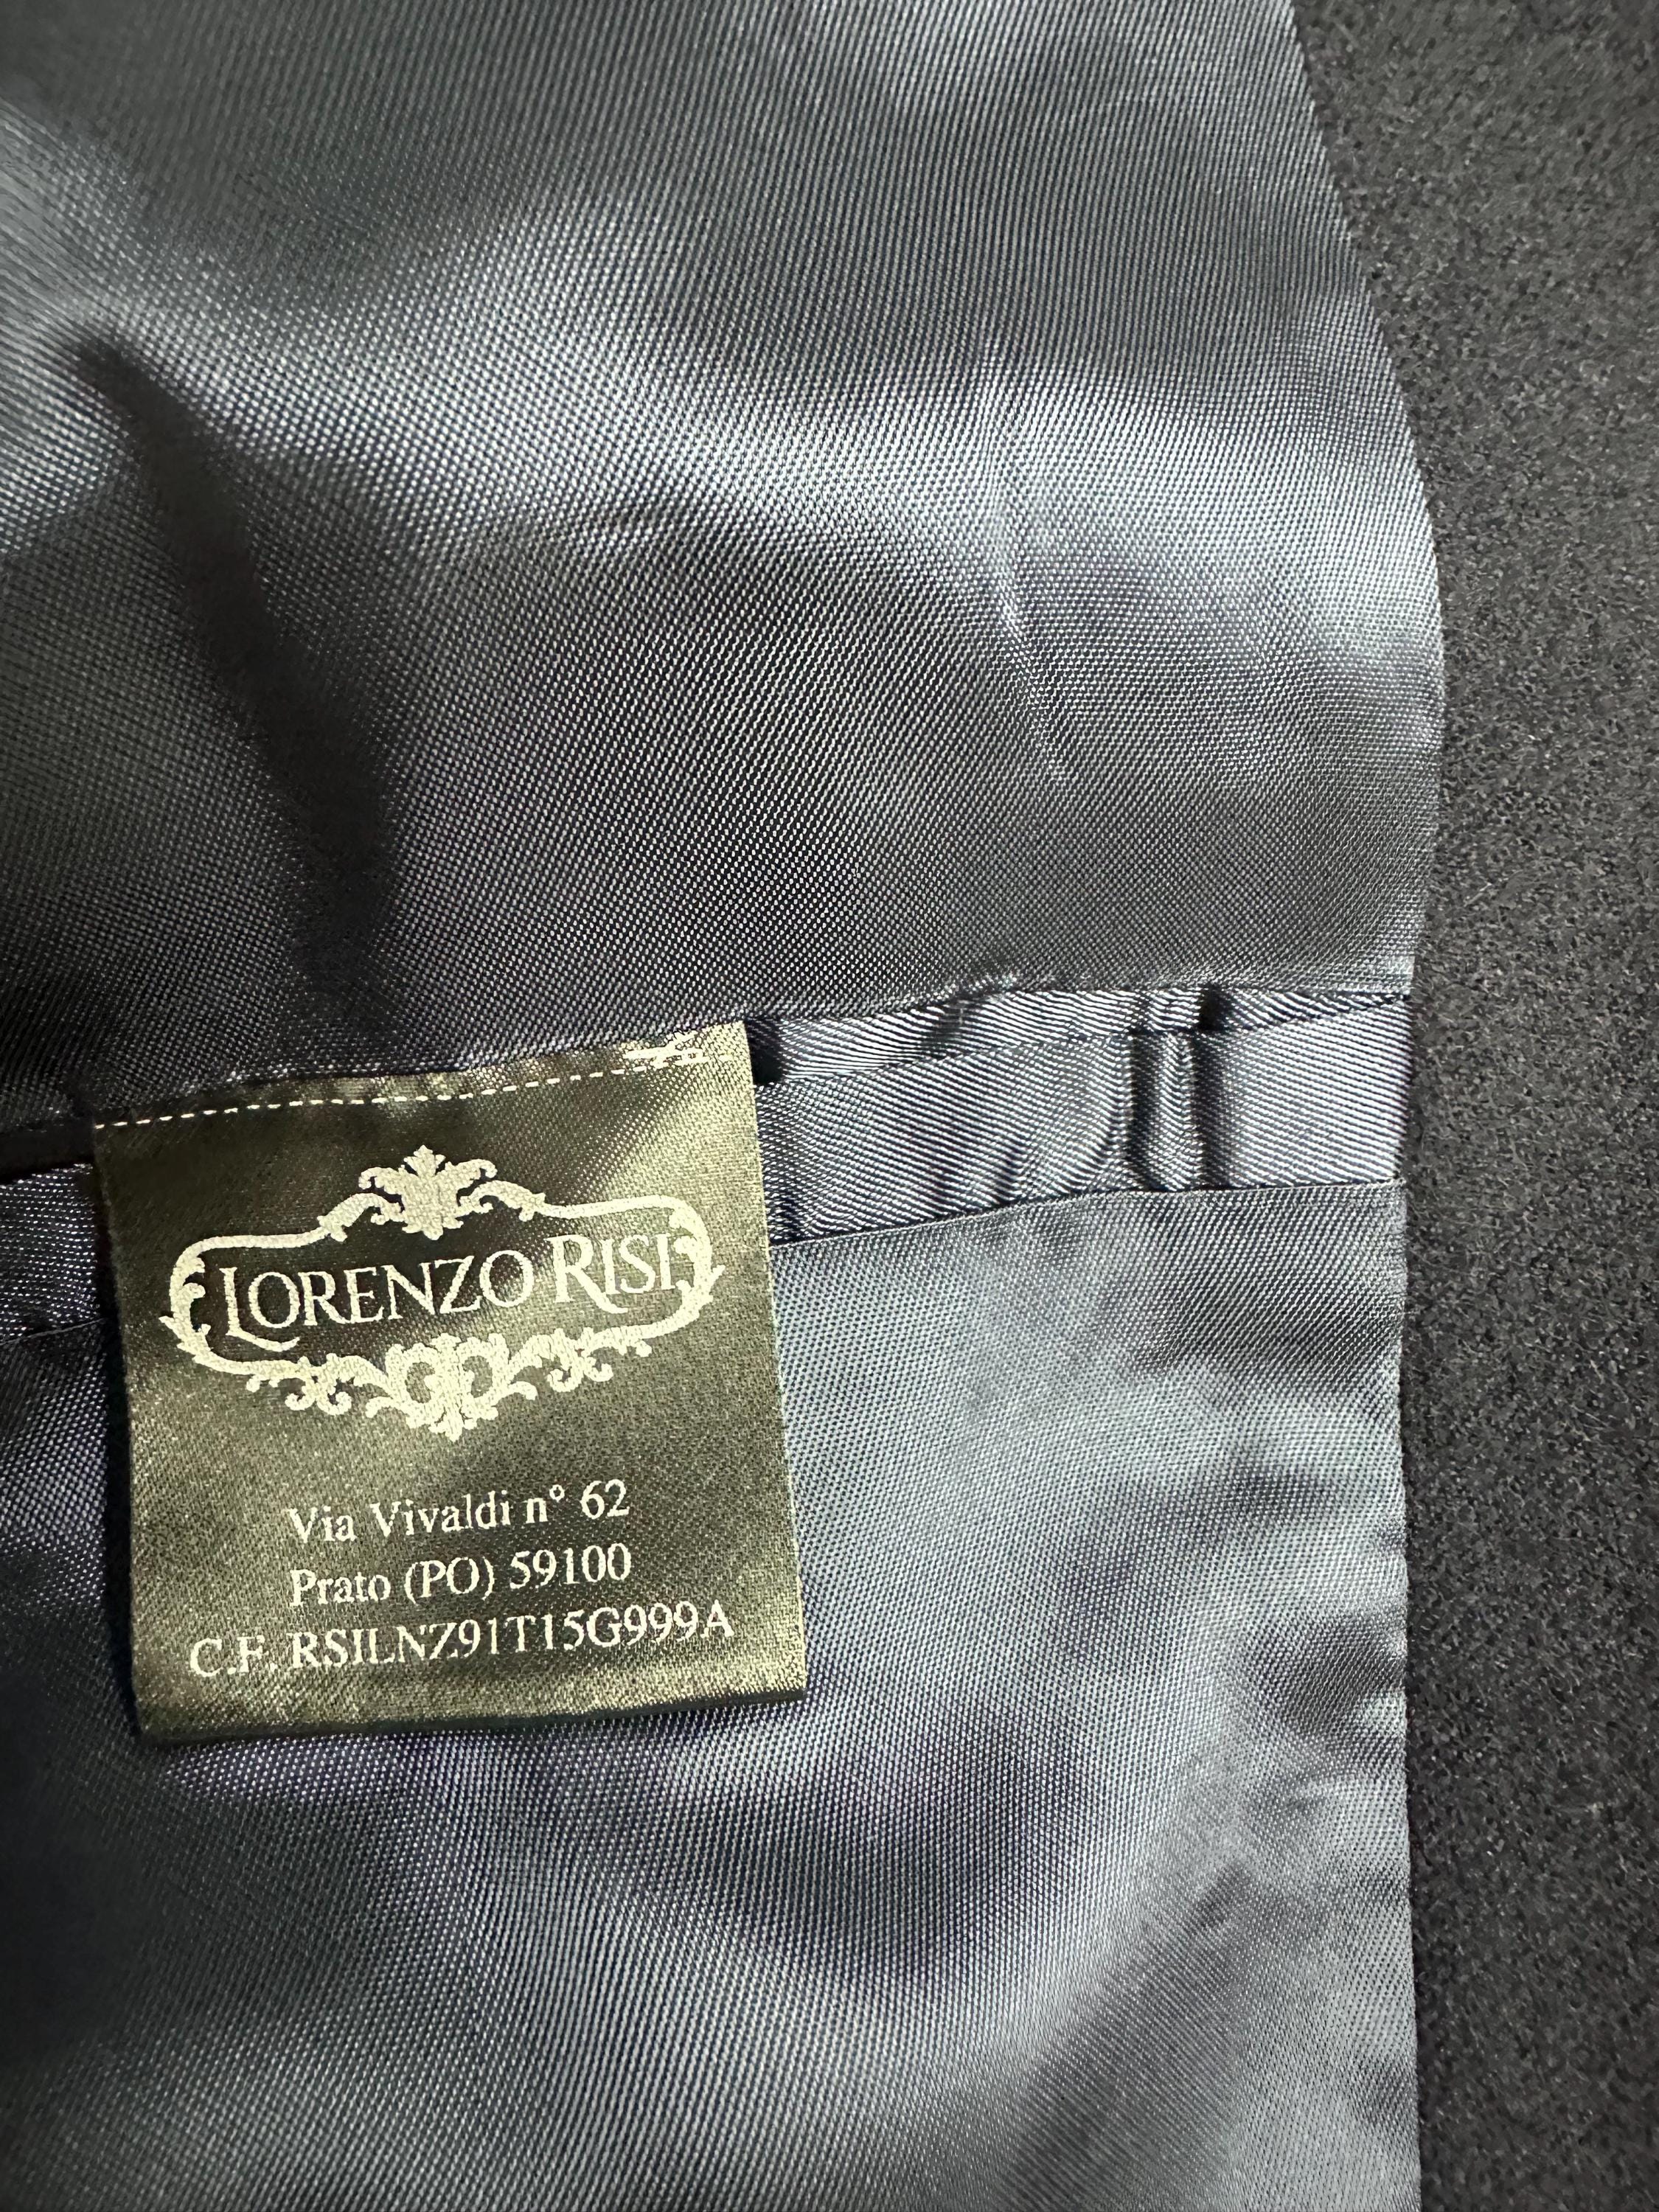 LORENZO RISI
Via Vivaldi n° 62
Prato (PO) 59100
C.F. RSILNZ91T15G999A